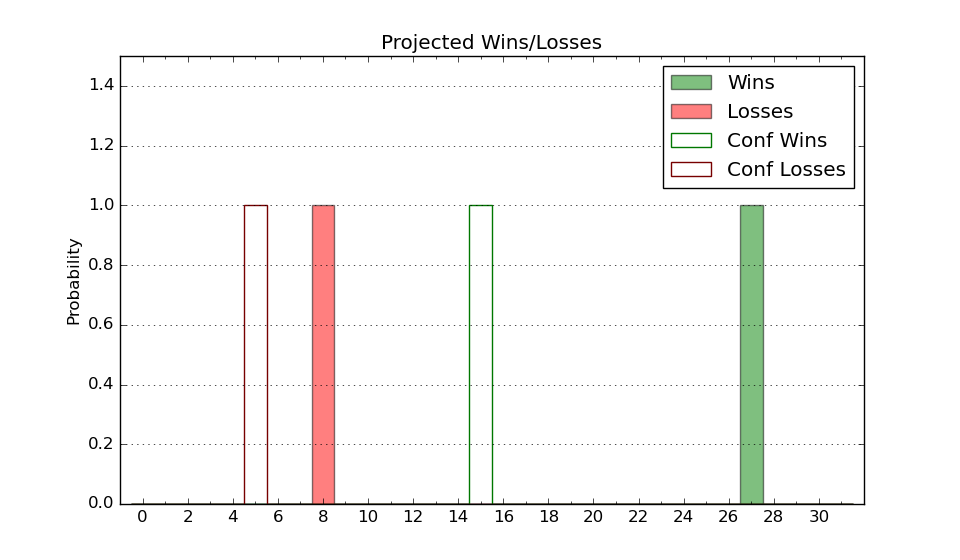 Projected Wins/Losses
1.4
1.2
1.0
0.8
0.6
0.4
0.2
0.0
Probability
Wins
Losses
Conf Wins
Conf Losses
0 2 4 6 8 10 12 14 16 18 20 22 24 26 28 30